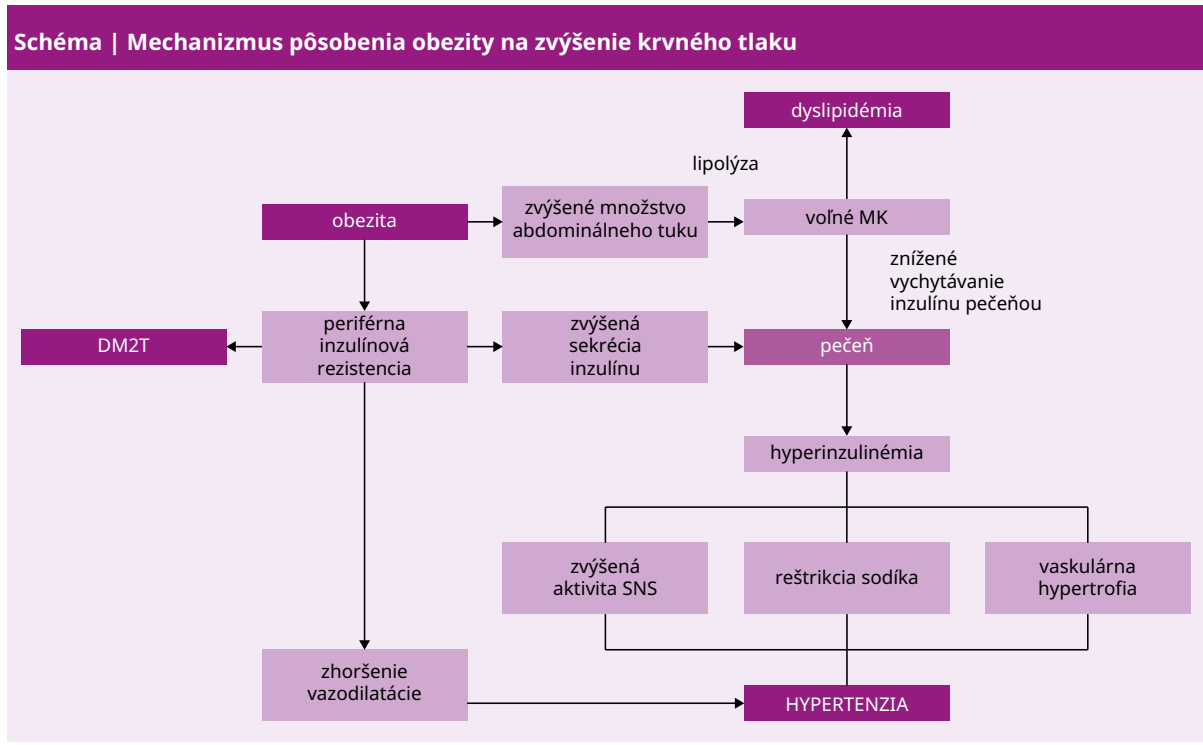 Schéma | Mechanizmus pôsobenia obezity na zvýšenie krvného tlaku
dyslipidémia
lipolýza
obezita
zvýšené množstvo
abdominálneho tuku
voľné MK
znížené
vychytávanie
inzulínu pečeňou
DM2T
periférna
inzulínová
rezistencia
zvýšená
sekrécia
inzulínu
pečeň
hyperinzulinémia
zvýšená
aktivita SNS
reštrikcia sodíka
vaskulárna
hypertrofia
zhoršenie
vazodilatácie
HYPERTENZIA